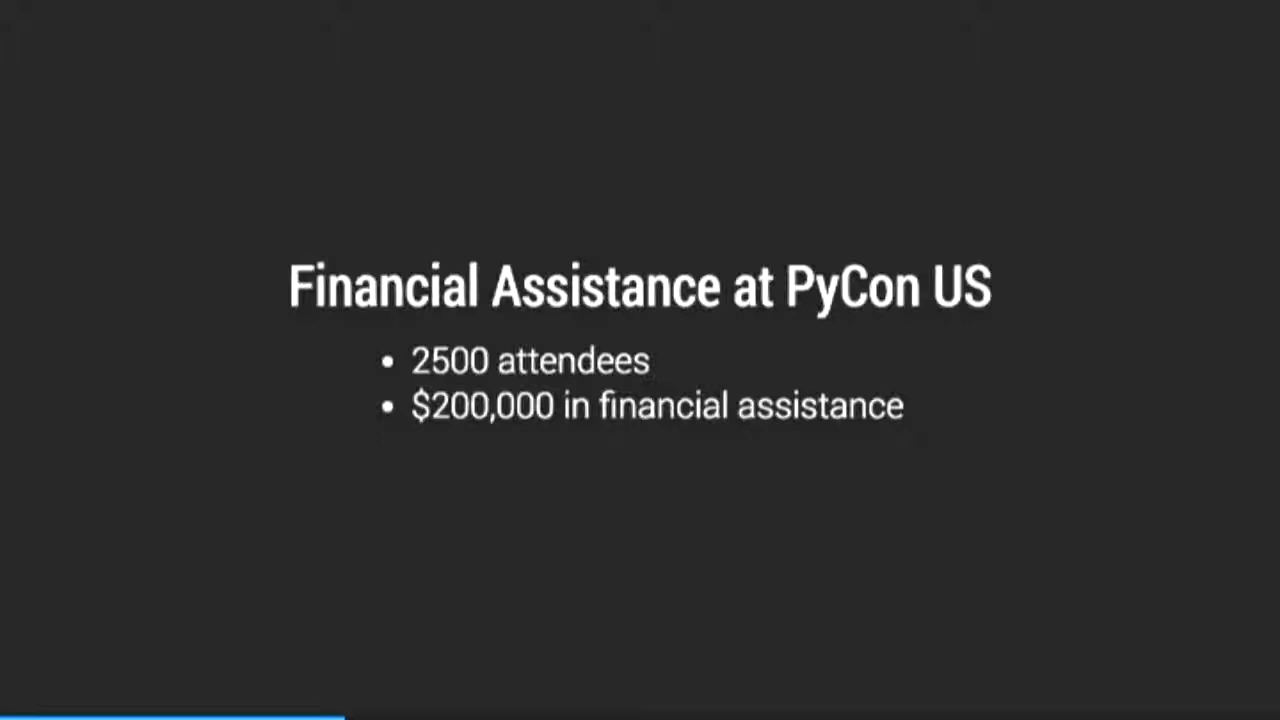 Financial Assistance at PyCon US
• 2500 attendees
• $200,000 in financial assistance